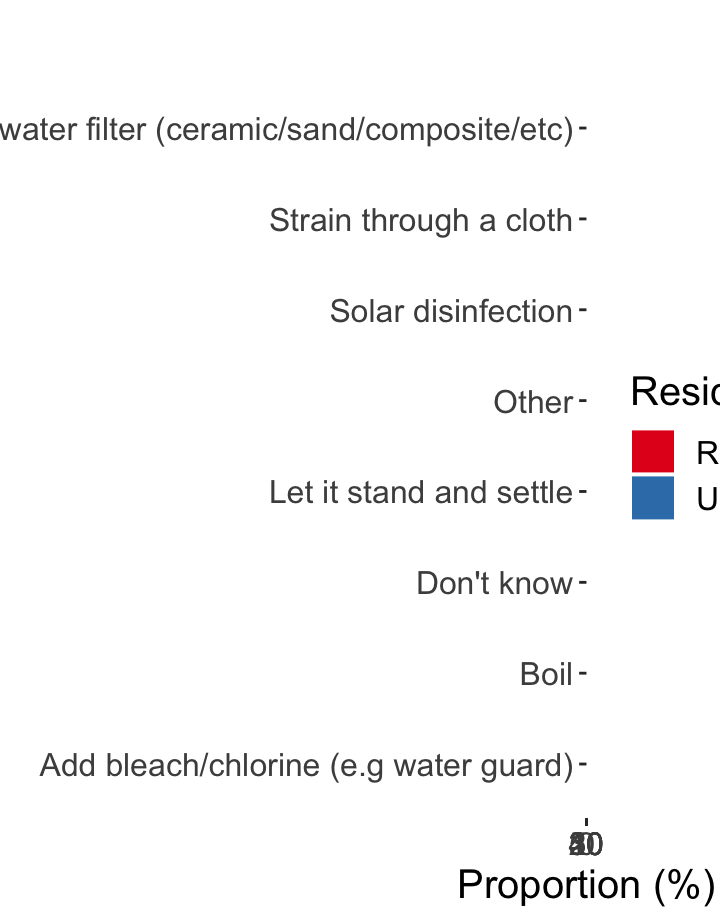 water filter (ceramic/sand/composite/etc)
Strain through a cloth
Solar disinfection
Other
Resid
R
Let it stand and settle
U
Don't know
Boil
Add bleach/chlorine (e.g water guard)
Proportion (%)